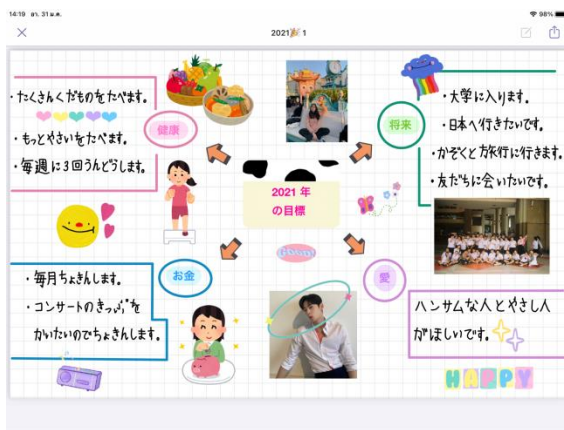 14:19 อา. 31 ม.ค.
98%
2021🎉 1
・たくさんくだものをたべます。
・もっとやさいをたべます。
・毎週に3回うんどうします。
健康
・大学に入ります。
・日本へ行きたいです。
・かぞくと旅行に行きます。
・友だちに会いたいです。
将来
2021 年
の目標
お金
・毎月ちょきんします。
・コンサートのきっぷを
かいたいのでちょきんします。
愛
ハンサムな人とやさし人
がほしいです。
HAPPY